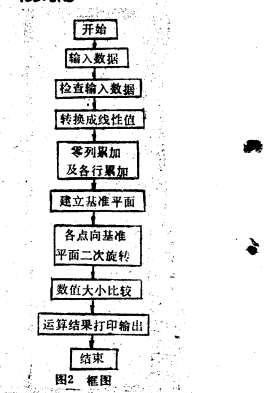 开始
输入数据
检查输入数据
转换成线性值
零列累加
及各行累加
建立基准平面
各点向基准
平面二次旋转
数值大小比较
运算结果打印输出
结束
图2 框图